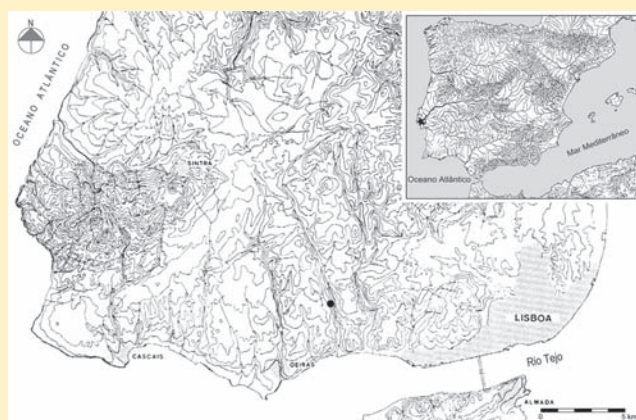 N
OCEANO ATLÂNTICO
SINTRA
CASCAIS
OEIRAS
LISBOA
Rio Tejo
ALMADA
0 5 km
Oceano Atlântico
Mar Mediterrâneo